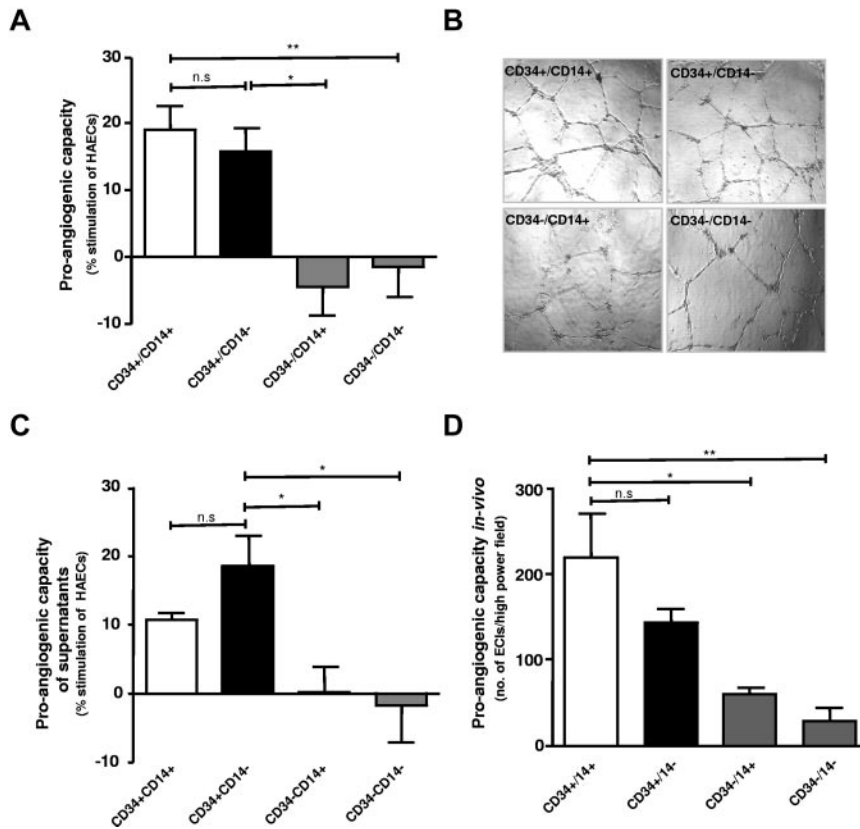 A
Pro-angiogenic capacity
(% stimulation of HAECs)
30
20
10
0
-10
**
n.s
*
CD34+/CD14+
CD34+/CD14-
CD34-/CD14+
CD34-/CD14-
B
CD34+/CD14+
CD34+/CD14-
CD34-/CD14+
CD34-/CD14-
C
Pro-angiogenic capacity
of supernatants
(% stimulation of HAECs)
30
20
10
0
-10
*
*
n.s
CD34+CD14+
CD34+CD14-
CD34-CD14+
CD34-CD14-
D
Pro-angiogenic capacity in-vivo
(no. of ECIs/high power field)
300
200
100
0
**
*
n.s
CD34+/14+
CD34+/14-
CD34-/14+
CD34-/14-